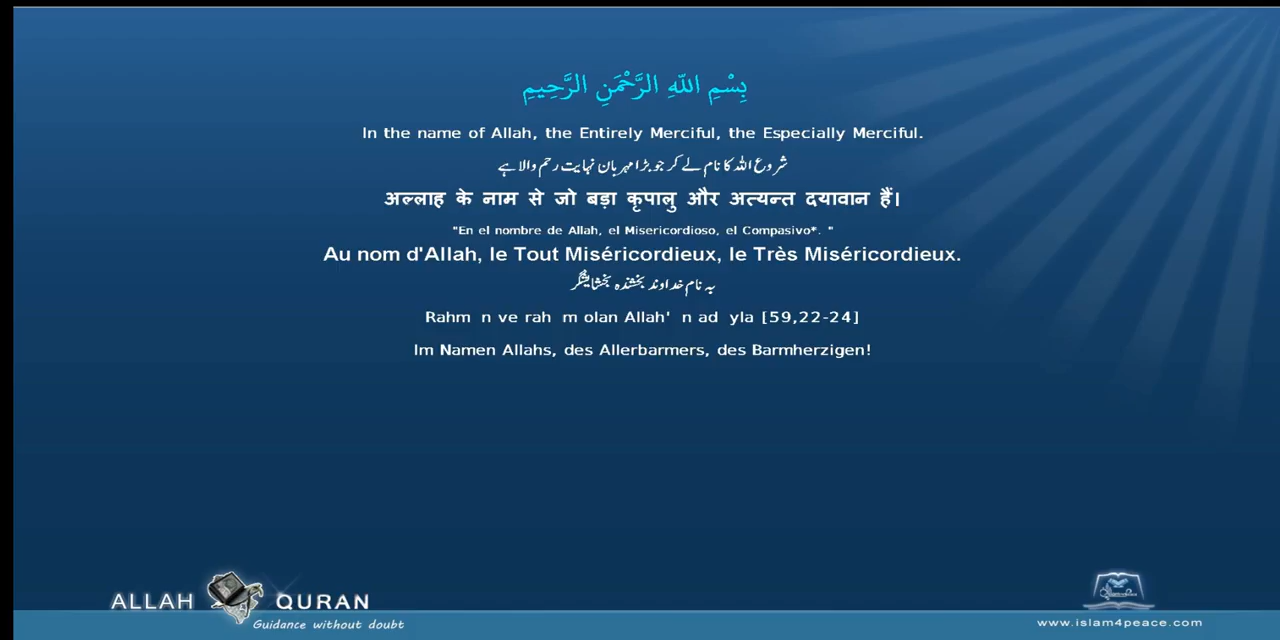 بِسْمِ اللّهِ الرَّحْمَنِ الرَّحِيمِ
In the name of Allah, the Entirely Merciful, the Especially Merciful.
شروع الله کا نام لے کر جو بڑا مہربان نہایت رحم والا ہے
अल्लाह के नाम से जो बड़ा कृपालु और अत्यन्त दयावान हैं।
"En el nombre de Allah, el Misericordioso, el Compasivo*. "
Au nom d'Allah, le Tout Miséricordieux, le Très Miséricordieux.
به نام خداوند بخشنده بخشایشگر
Rahm n ve rah m olan Allah' n ad yla [59,22-24]
Im Namen Allahs, des Allerbarmers, des Barmherzigen!
ALLAH QURAN
Guidance without doubt
www.islam4peace.com